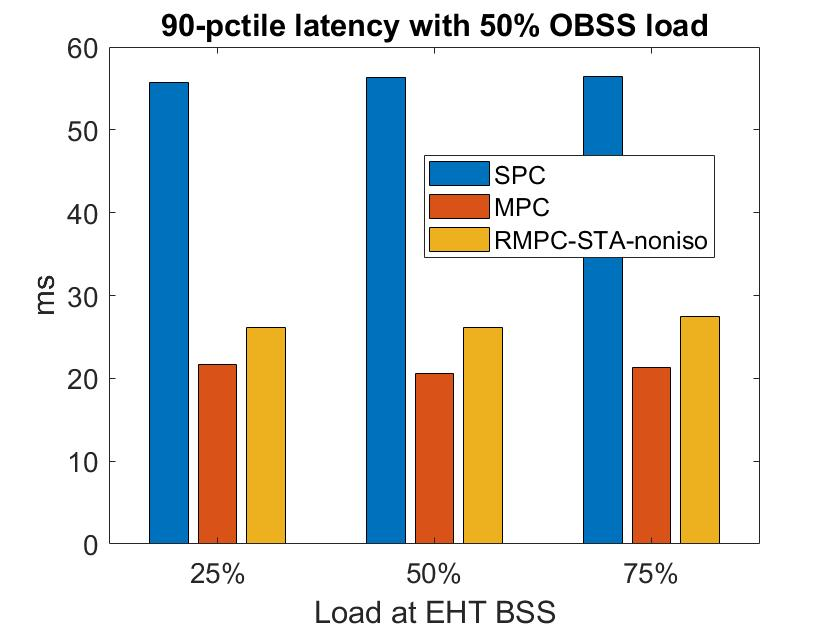 90-pctile latency with 50% OBSS load
60
50
40
30
20
10
0
ms
SPC
MPC
RMPC-STA-noniso
25%
50%
75%
Load at EHT BSS